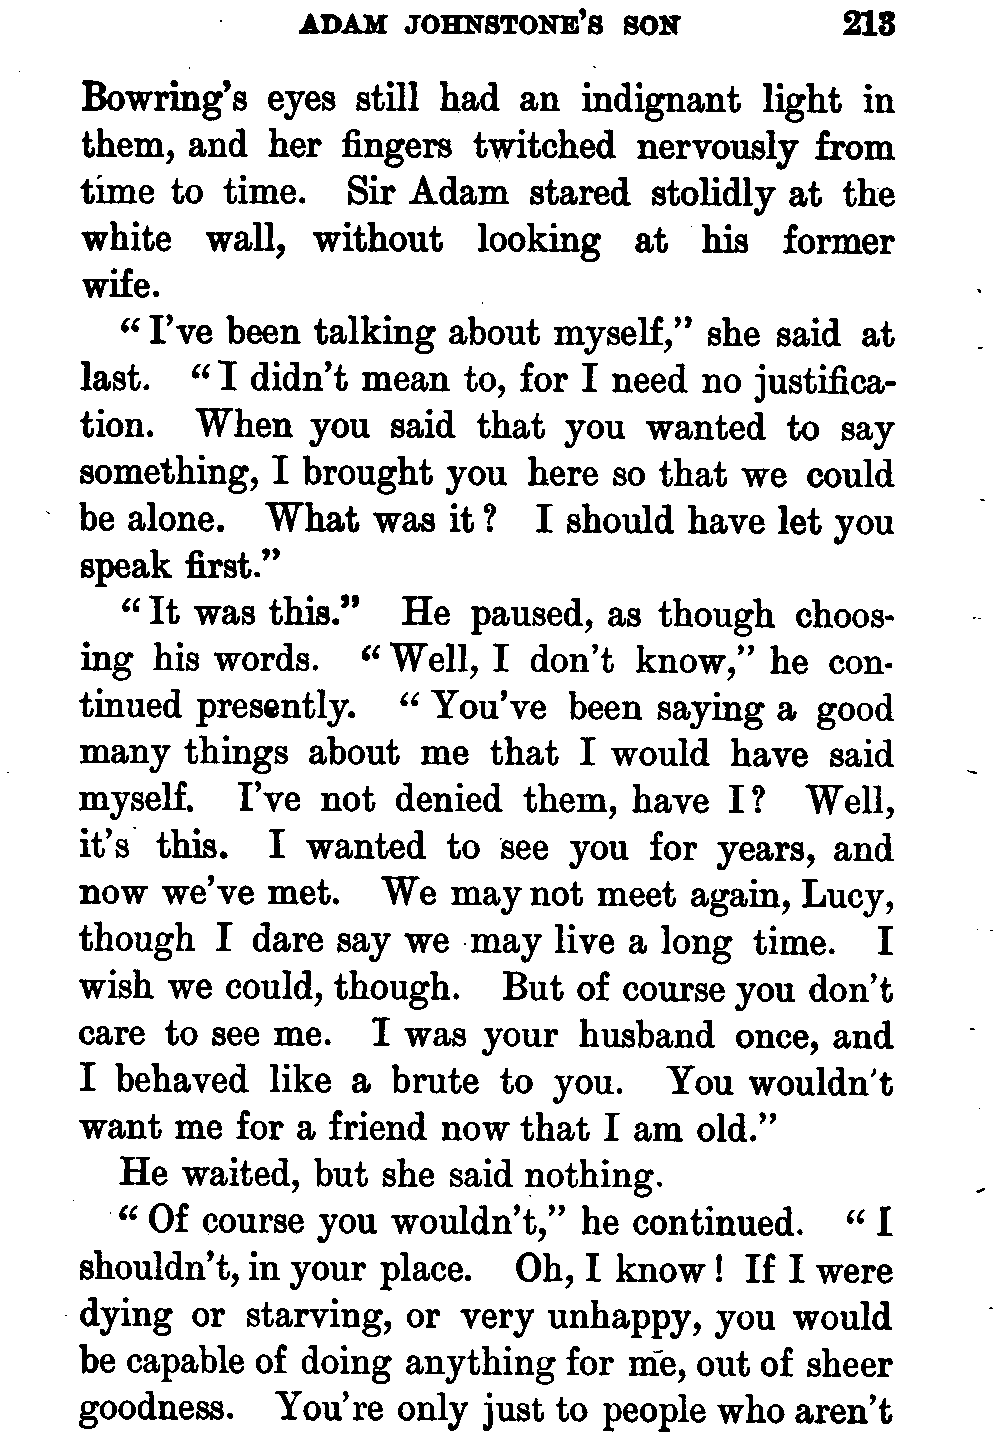 ADAM JOHNSTONE'S SON 213
Bowring's eyes still had an indignant light in
them, and her fingers twitched nervously from
time to time. Sir Adam stared stolidly at the
white wall, without looking at his former
wife.
"I've been talking about myself," she said at
last. "I didn't mean to, for I need no justifica-
tion. When you said that you wanted to say
something, I brought you here so that we could
be alone. What was it? I should have let you
speak first."
"It was this." He paused, as though choos-
ing his words. "Well, I don't know," he con-
tinued presently. "You've been saying a good
many things about me that I would have said
myself. I've not denied them, have I? Well,
it's this. I wanted to see you for years, and
now we've met. We may not meet again, Lucy,
though I dare say we may live a long time. I
wish we could, though. But of course you don't
care to see me. I was your husband once, and
I behaved like a brute to you. You wouldn't
want me for a friend now that I am old."
He waited, but she said nothing.
"Of course you wouldn't," he continued. "I
shouldn't, in your place. Oh, I know! If I were
dying or starving, or very unhappy, you would
be capable of doing anything for me, out of sheer
goodness. You're only just to people who aren't